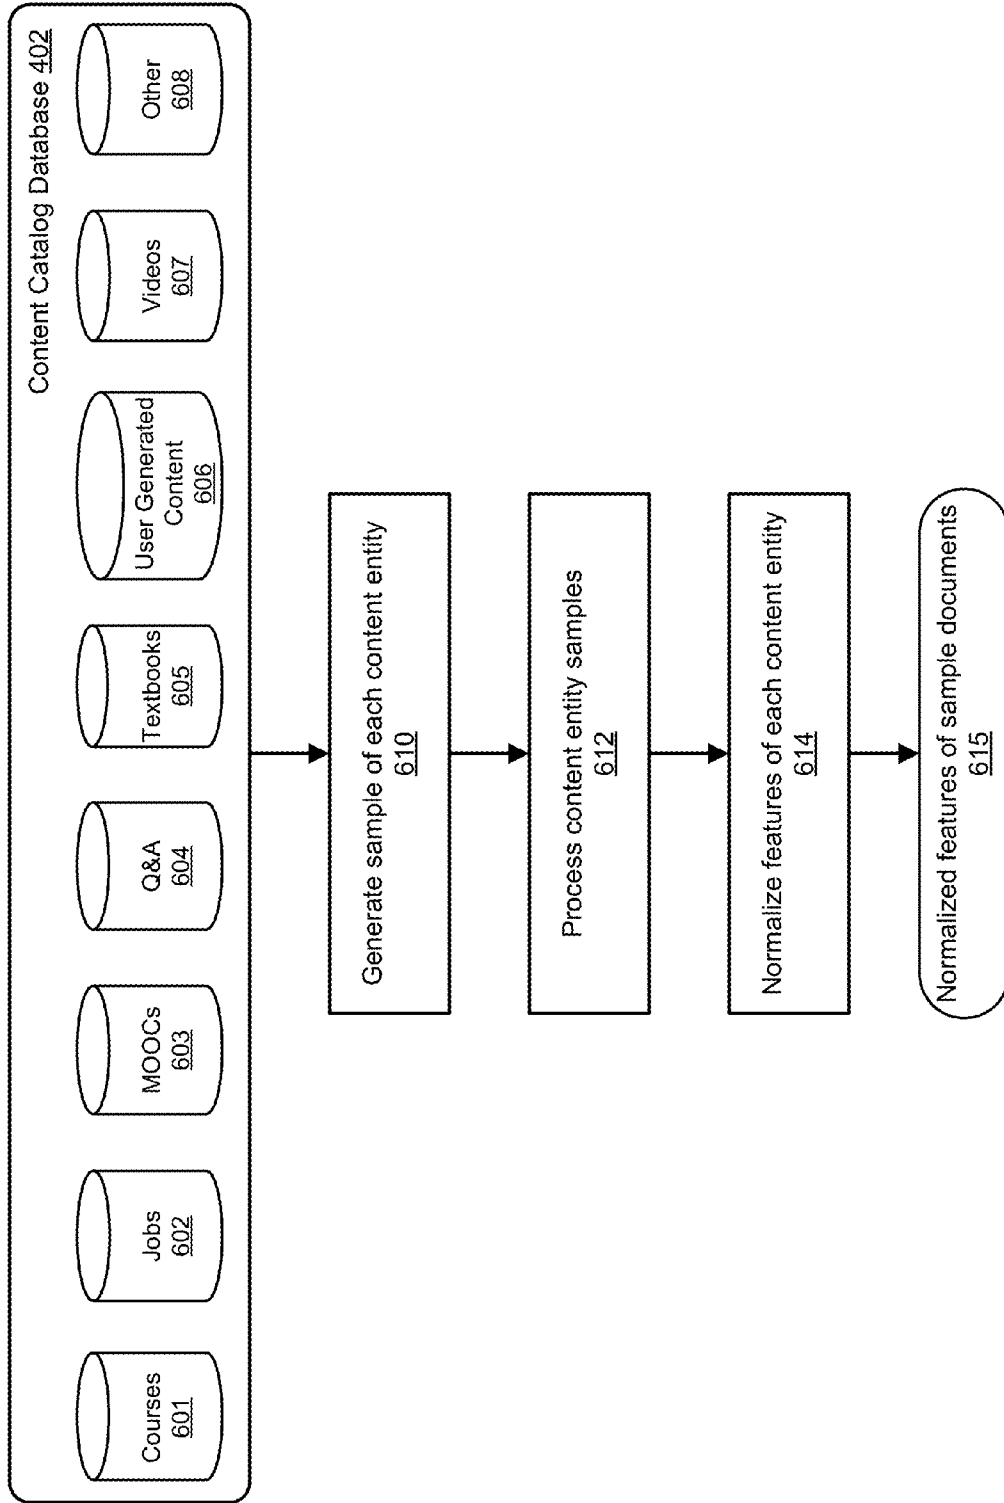 Content Catalog Database 402
Courses
601
Jobs
602
MOOCs
603
Q&A
604
Textbooks
605
User Generated
Content
606
Videos
607
Other
608
Generate sample of each content entity
610
Process content entity samples
612
Normalize features of each content entity
614
Normalized features of sample documents
615